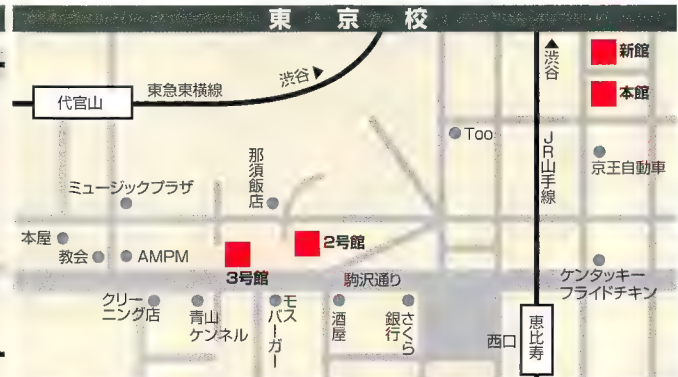 東京校
▲渋谷
新館
本館
渋谷▶
東急東横線
代官山
Too
JR山手線
京王自動車
那須飯店
ミュージックプラザ
本屋
教会
AMPM
2号館
3号館
駒沢通り
ケンタッキー
フライドチキン
クリー
ニング店
青山
ケンネル
モス
バーガー
酒屋
さくら
銀行
西口
恵比寿